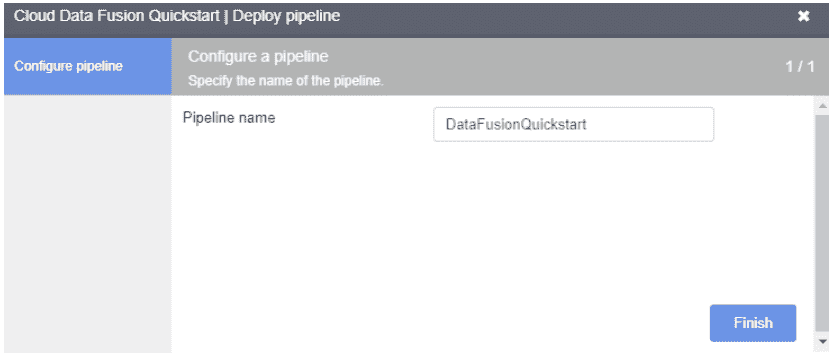 Cloud Data Fusion Quickstart | Deploy pipeline
Configure pipeline
Configure a pipeline
Specify the name of the pipeline.
1 / 1
Pipeline name
DataFusionQuickstart
Finish